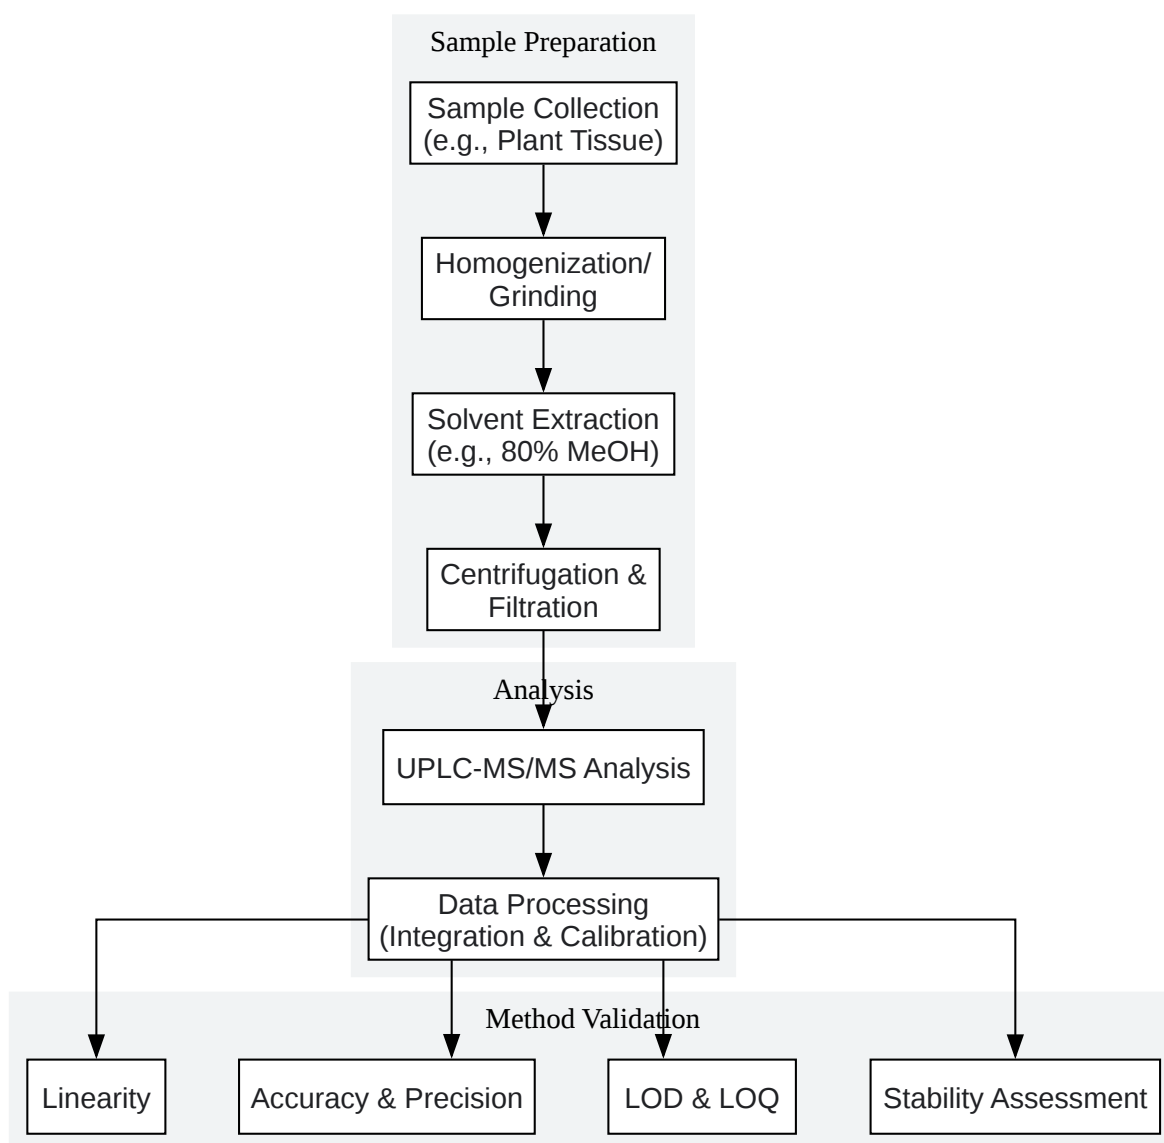 Sample Preparation
Sample Collection
(e.g., Plant Tissue)
Homogenization/
Grinding
Solvent Extraction
(e.g., 80% MeOH)
Centrifugation &
Filtration
Analysis
UPLC-MS/MS Analysis
Data Processing
(Integration & Calibration)
Method Validation
Linearity
Accuracy & Precision
LOD & LOQ
Stability Assessment